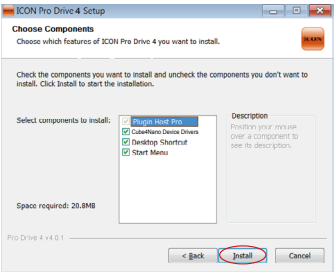 ICON Pro Drive 4 Setup
Choose Components
Choose which features of ICON Pro Drive 4 you want to install.
ICON
Check the components you want to install and uncheck the components you don't want to
install. Click Install to start the installation.
Select components to install:
Plugin Host Pro
Cube4Nano Device Drivers
Desktop Shortcut
Start Menu
Description
Position your mouse
over a component to
see its description.
Space required: 20.8MB
Pro Drive 4 v4.0.1
< Back
Install
Cancel